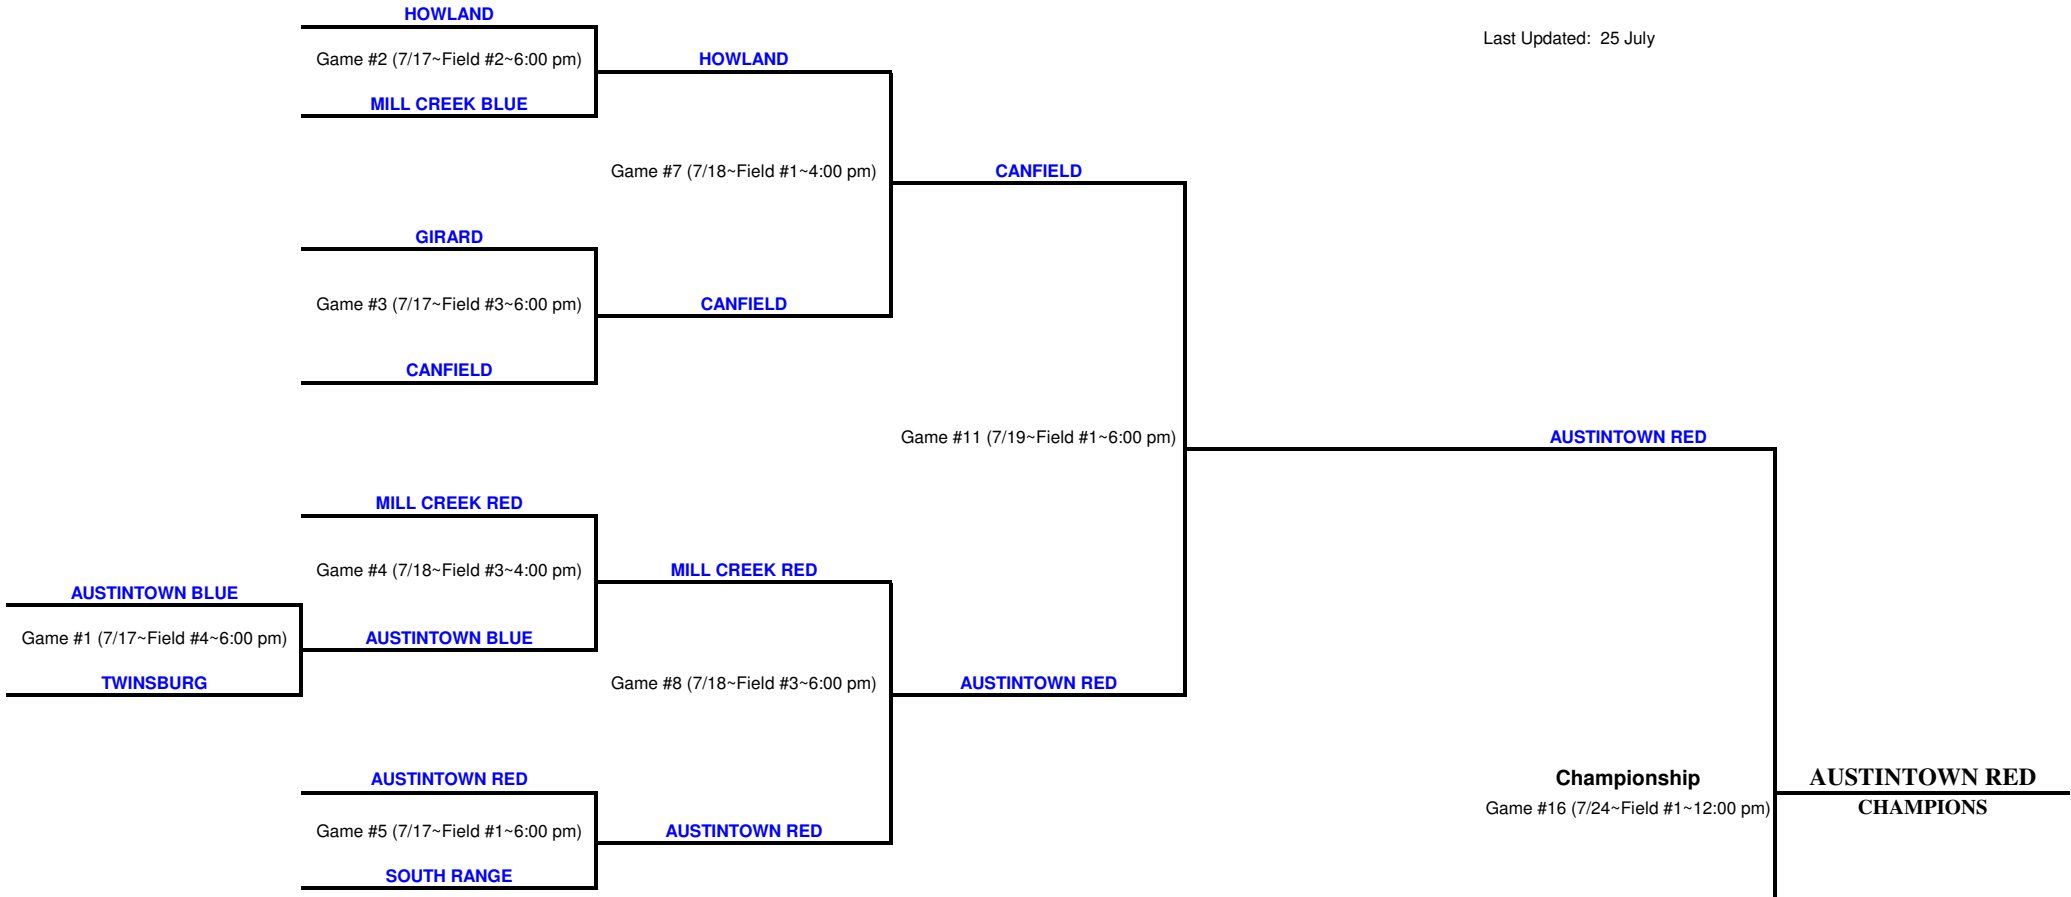 HOWLAND
Last Updated:  25 July
Game #2 (7/17~Field #2~6:00 pm)
HOWLAND
MILL CREEK BLUE
Game #7 (7/18~Field #1~4:00 pm)
CANFIELD
GIRARD
Game #3 (7/17~Field #3~6:00 pm)
CANFIELD
CANFIELD
Game #11 (7/19~Field #1~6:00 pm)
AUSTINTOWN RED
MILL CREEK RED
Game #4 (7/18~Field #3~4:00 pm)
MILL CREEK RED
AUSTINTOWN BLUE
Game #1 (7/17~Field #4~6:00 pm)
AUSTINTOWN BLUE
TWINSBURG
Game #8 (7/18~Field #3~6:00 pm)
AUSTINTOWN RED
AUSTINTOWN RED
Championship
AUSTINTOWN RED
Game #16 (7/24~Field #1~12:00 pm)
CHAMPIONS
Game #5 (7/17~Field #1~6:00 pm)
AUSTINTOWN RED
SOUTH RANGE